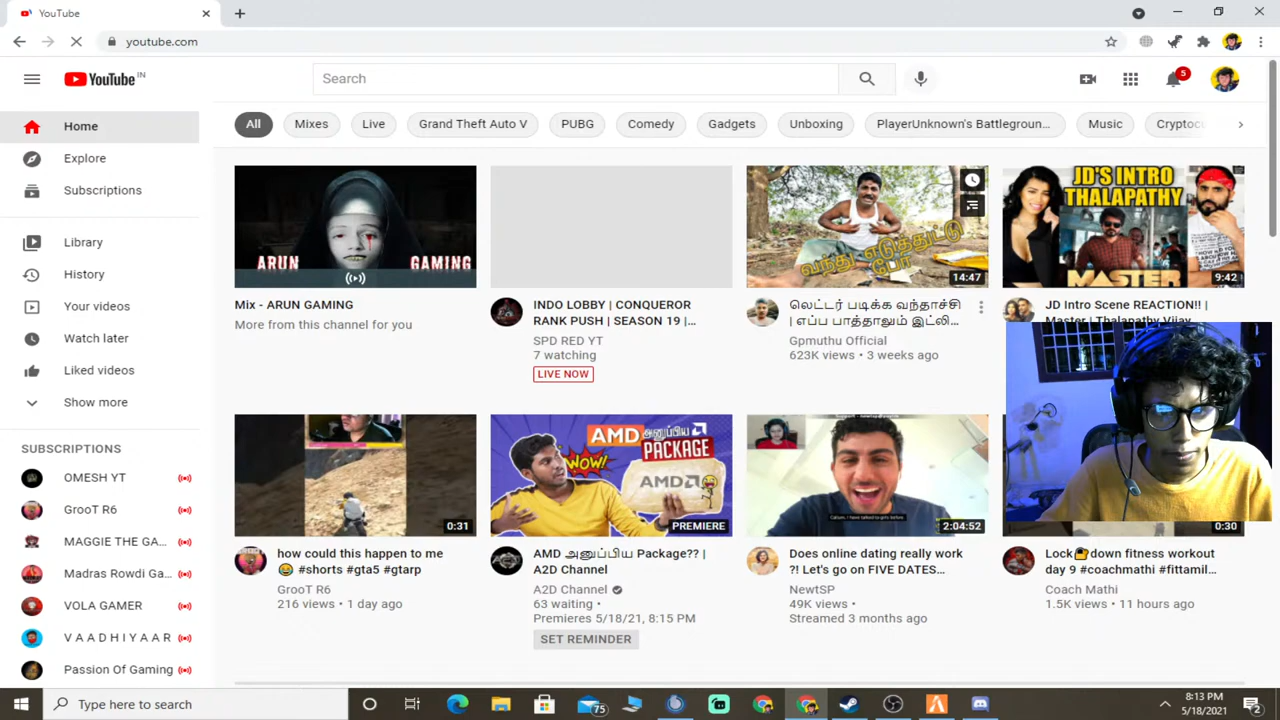 YouTube
youtube.com
YouTube IN
Search
5
Home
Explore
Subscriptions
Library
History
Your videos
Watch later
Liked videos
Show more
SUBSCRIPTIONS
OMESH YT
GrooT R6
MAGGIE THE GA...
Madras Rowdi Ga...
VOLA GAMER
V A A D H I Y A A R
Passion Of Gaming
All
Mixes
Live
Grand Theft Auto V
PUBG
Comedy
Gadgets
Unboxing
PlayerUnknown's Battlegroun...
Music
Cryptocu
ARUN GAMING
Mix - ARUN GAMING
More from this channel for you
INDO LOBBY | CONQUEROR
RANK PUSH | SEASON 19 |...
SPD RED YT
7 watching
LIVE NOW
வந்து எடுத்துட்டு
போ
14:47
லெட்டர் படிக்க வந்தாச்சி
| எப்ப பாத்தாலும் இட்லி...
Gpmuthu Official
623K views • 3 weeks ago
JD'S INTRO
THALAPATHY
MASTER
9:42
JD Intro Scene REACTION!! |
Master | Thalapathy Vijay
0:31
how could this happen to me
😂 #shorts #gta5 #gtarp
GrooT R6
216 views • 1 day ago
AMD அனுப்பிய
PACKAGE
WOW!
AMD
PREMIERE
AMD அனுப்பிய Package?? |
A2D Channel
A2D Channel
63 waiting •
Premieres 5/18/21, 8:15 PM
SET REMINDER
2:04:52
Does online dating really work
?! Let's go on FIVE DATES...
NewtSP
49K views •
Streamed 3 months ago
0:30
Lock🔐down fitness workout
day 9 #coachmathi #fittamil...
Coach Mathi
1.5K views • 11 hours ago
Type here to search
75
8:13 PM
5/18/2021
2